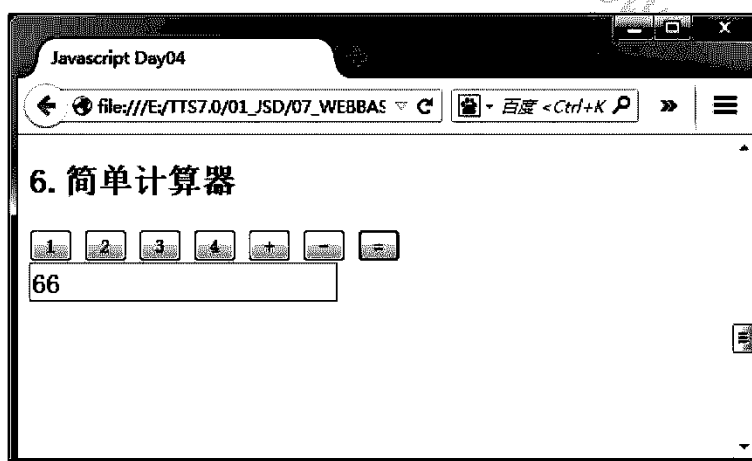 Javascript Day04
file:///E:/TTS7.0/01_JSD/07_WEBBAS
百度 <Ctrl+K
6. 简单计算器
1 2 3 4 + - =
66